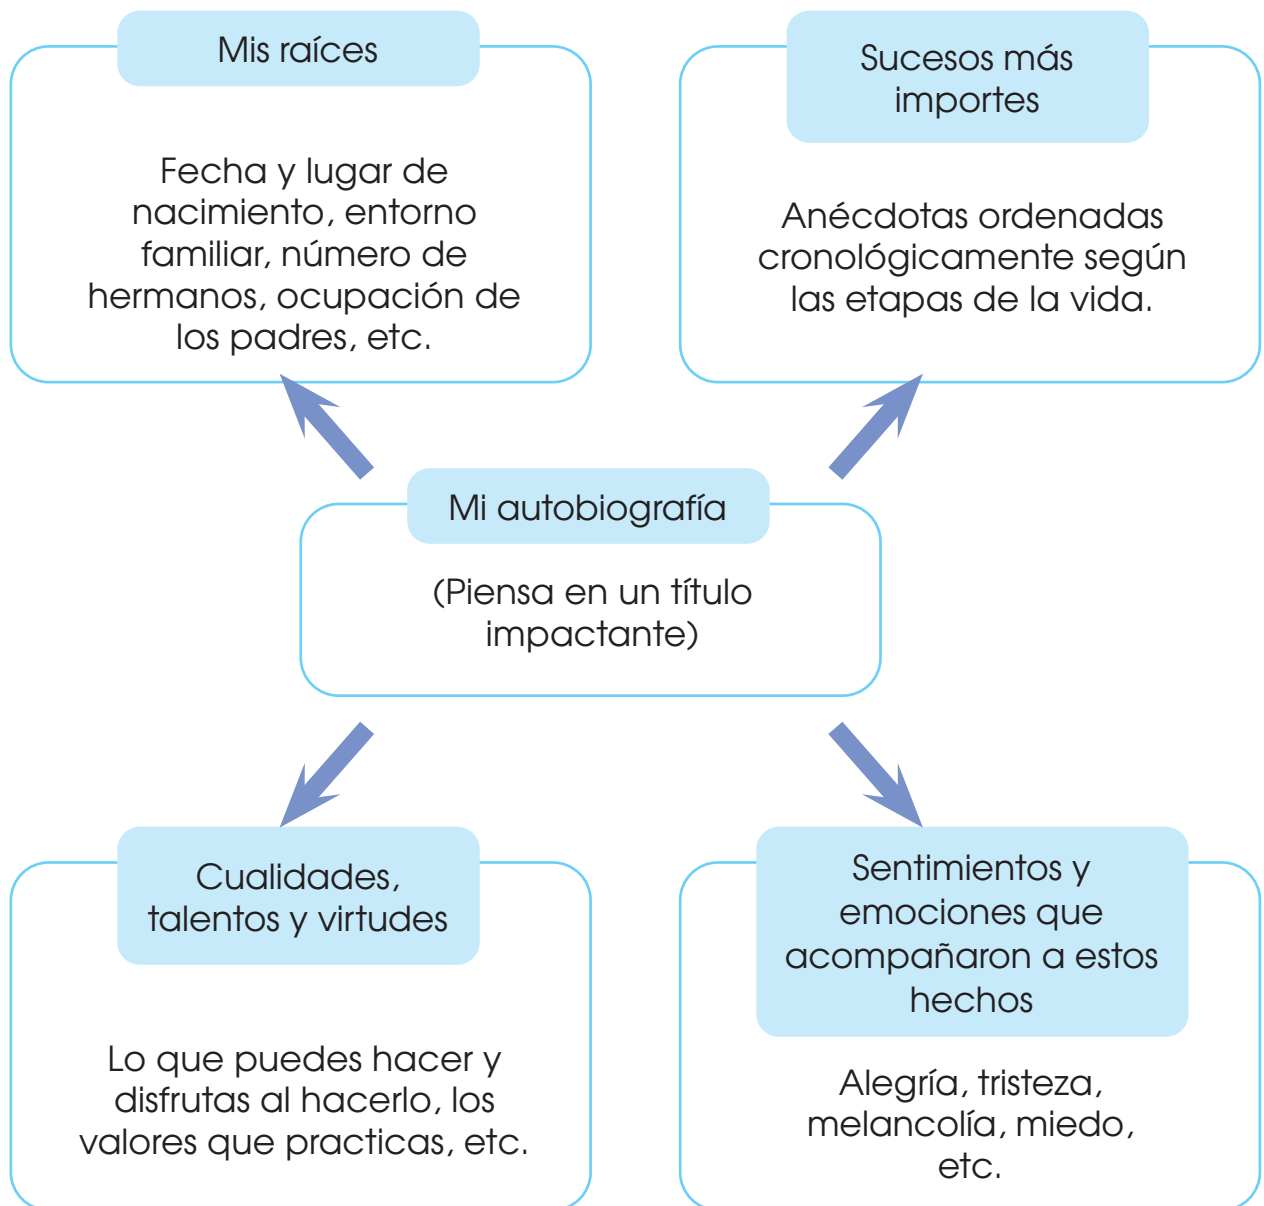 Mis raíces
Fecha y lugar de
nacimiento, entorno
familiar, número de
hermanos, ocupación de
los padres, etc.
Sucesos más
importes
Anécdotas ordenadas
cronológicamente según
las etapas de la vida.
Mi autobiografía
(Piensa en un título
impactante)
Cualidades,
talentos y virtudes
Lo que puedes hacer y
disfrutas al hacerlo, los
valores que practicas, etc.
Sentimientos y
emociones que
acompañaron a estos
hechos
Alegría, tristeza,
melancolía, miedo,
etc.